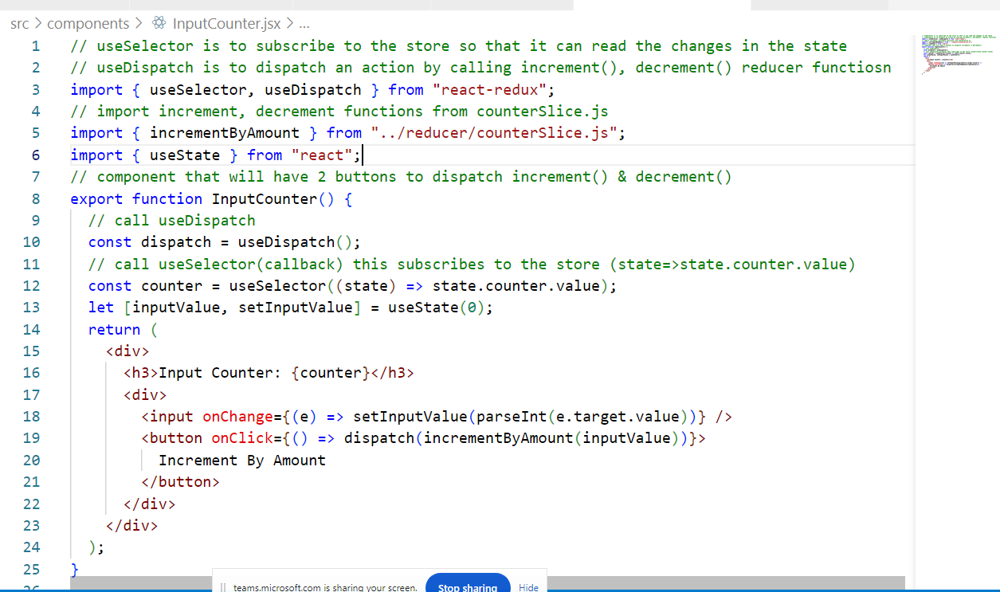 src > components > InputCounter.jsx > ...
1 // useSelector is to subscribe to the store so that it can read the changes in the state
2 // useDispatch is to dispatch an action by calling increment(), decrement() reducer functiosn
3 import { useSelector, useDispatch } from "react-redux";
4 // import increment, decrement functions from counterSlice.js
5 import { incrementByAmount } from "../reducer/counterSlice.js";
6 import { useState } from "react";
7 // component that will have 2 buttons to dispatch increment() & decrement()
8 export function InputCounter() {
9 // call useDispatch
10 const dispatch = useDispatch();
11 // call useSelector(callback) this subscribes to the store (state=>state.counter.value)
12 const counter = useSelector((state) => state.counter.value);
13 let [inputValue, setInputValue] = useState(0);
14 return (
15 <div>
16 <h3>Input Counter: {counter}</h3>
17 <div>
18 <input onChange={(e) => setInputValue(parseInt(e.target.value))} />
19 <button onClick={() => dispatch(incrementByAmount(inputValue))}>
20 Increment By Amount
21 </button>
22 </div>
23 </div>
24 );
25 }
26
teams.microsoft.com is sharing your screen. Stop sharing Hide